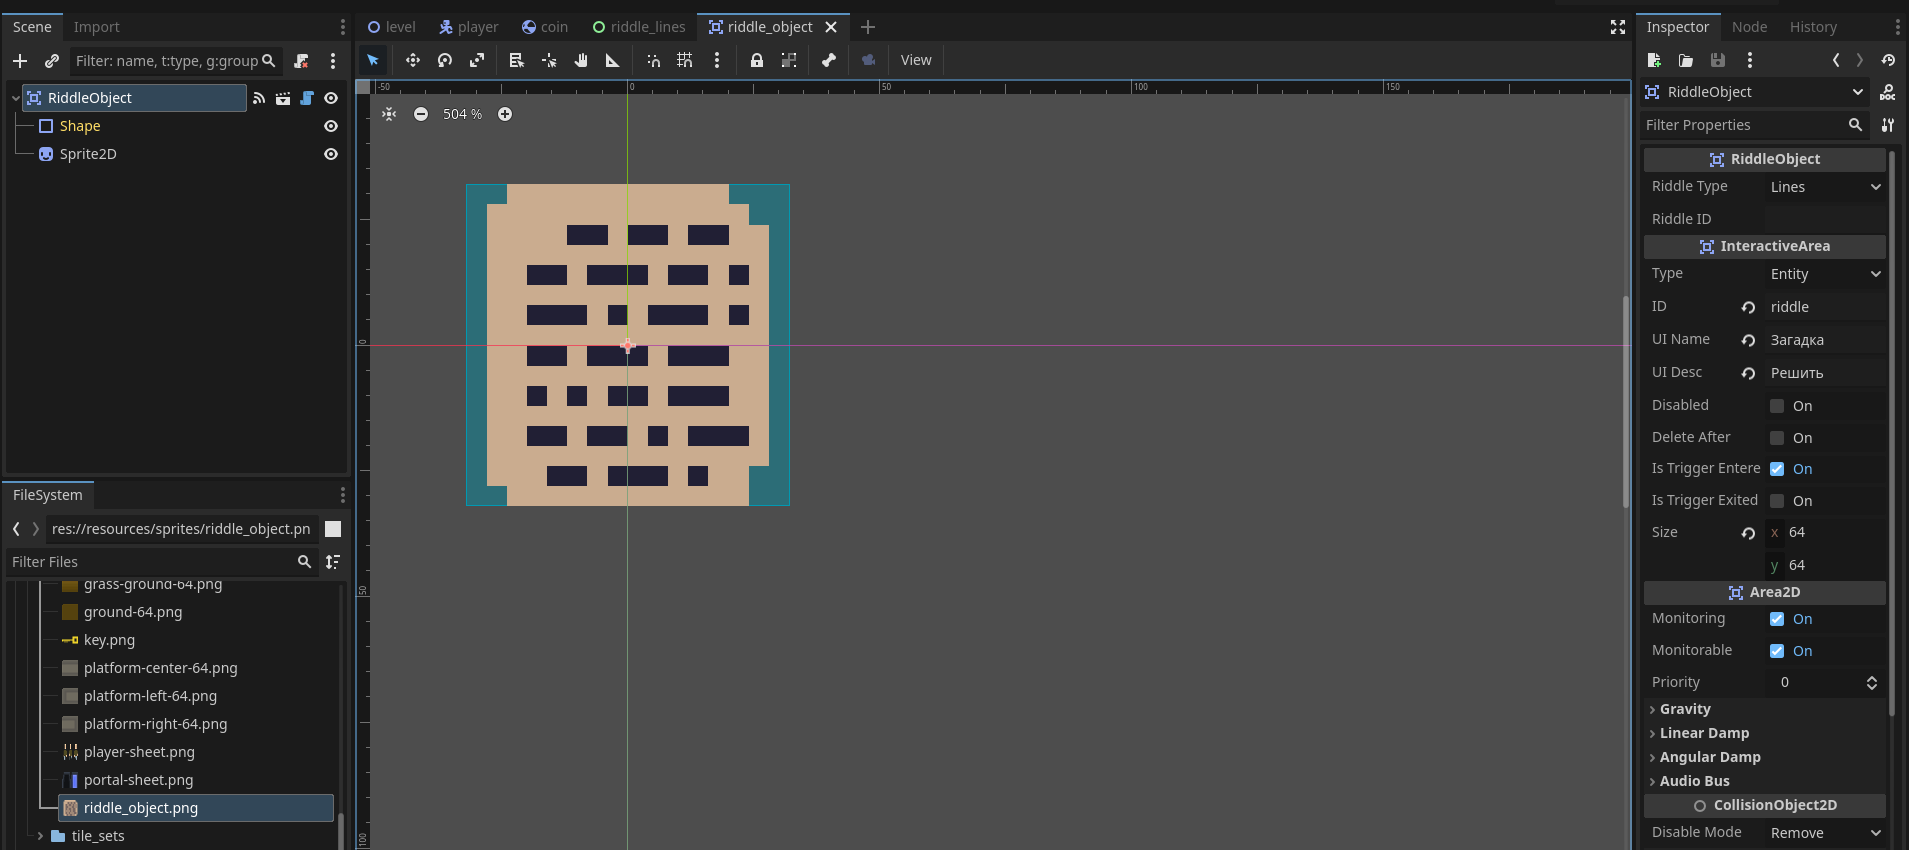 Scene
Import
Filter: name, t:type, g:group
RiddleObject
Shape
Sprite2D
FileSystem
res://resources/sprites/riddle_object.pn
Filter Files
grass-ground-64.png
ground-64.png
key.png
platform-center-64.png
platform-left-64.png
platform-right-64.png
player-sheet.png
portal-sheet.png
riddle_object.png
tile_sets
level
player
coin
riddle_lines
riddle_object
View
-50
0
50
100
150
504 %
0
50
100
Inspector
Node
History
RiddleObject
Filter Properties
RiddleObject
Riddle Type Lines
Riddle ID
InteractiveArea
Type Entity
ID riddle
UI Name Загадка
UI Desc Решить
Disabled On
Delete After On
Is Trigger Entere On
Is Trigger Exited On
Size x 64
y 64
Area2D
Monitoring On
Monitorable On
Priority 0
Gravity
Linear Damp
Angular Damp
Audio Bus
CollisionObject2D
Disable Mode Remove